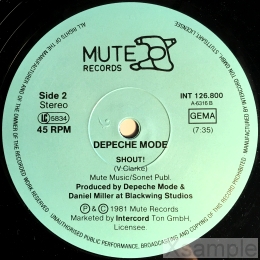 MUTE
RECORDS
Side 2
Stereo
LC 5834
45 RPM
INT 126.800
A-6316 B
GEMA
(7:35)
DEPECHE MODE
SHOUT!
(V. Clarke)
Mute Music/Sonet Publ.
Produced by Depeche Mode &
Daniel Miller at Blackwing Studios
℗ & © 1981 Mute Records
Marketed by Intercord Ton GmbH,
Licensee.
ALL RIGHTS OF THE MANUFACTURER AND OF THE OWNER OF THE RECORDED WORK RESERVED
UNAUTHORISED PUBLIC PERFORMANCE, BROADCASTING AND COPYING OF THIS RECORD PROHIBITED
Sample